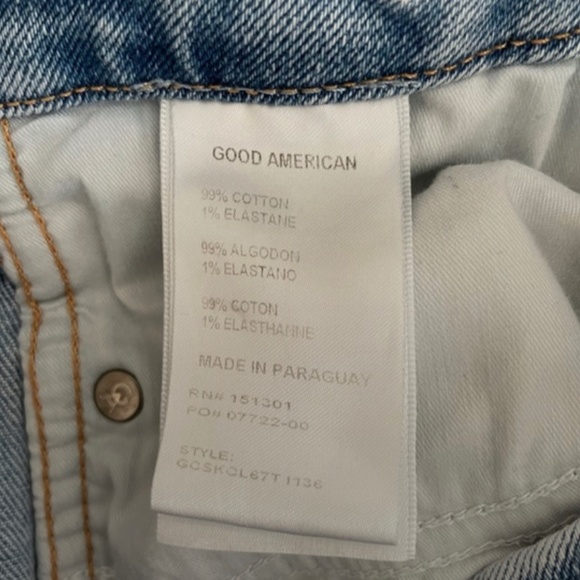 GOOD AMERICAN
99% COTTON
1% ELASTANE
99% ALGODON
1% ELASTANO
99% COTON
1% ELASTHANNE
MADE IN PARAGUAY
RN# 151301
PO# 07722-00
STYLE:
GCSKOL67T I136